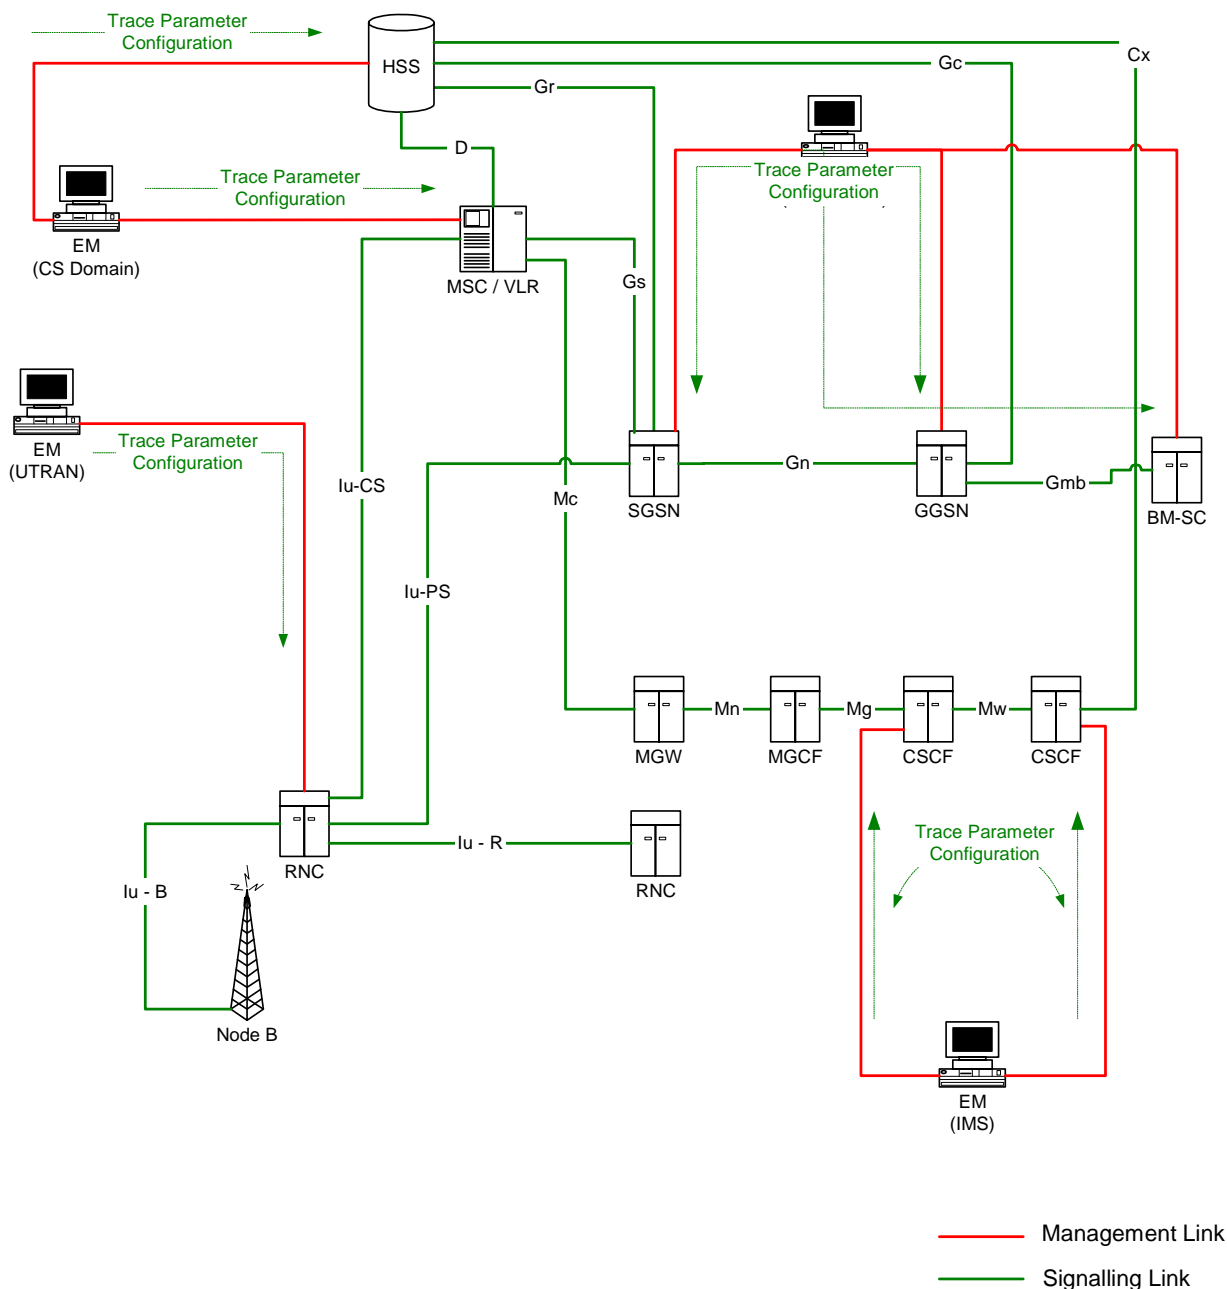 Trace Parameter
Configuration
HSS
Cx
Gc
Gr
D
Trace Parameter
Configuration
Trace Parameter
Configuration
EM
(CS Domain)
MSC / VLR
Gs
EM
(UTRAN)
Trace Parameter
Configuration
Iu-CS
Mc
Gn
Gmb
SGSN
GGSN
BM-SC
Iu-PS
Mn
Mg
Mw
MGW
MGCF
CSCF
CSCF
Trace Parameter
Configuration
Iu - R
RNC
RNC
Iu - B
Node B
EM
(IMS)
Management Link
Signalling Link